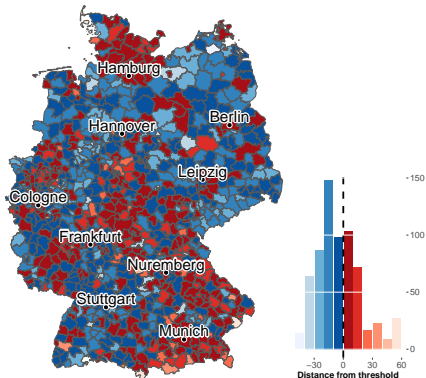 Hamburg
Berlin
Hannover
Leipzig
Cologne
Frankfurt
Nuremberg
Stuttgart
Munich
-150
-100
-50
-0
-30 0 30 60
Distance from threshold